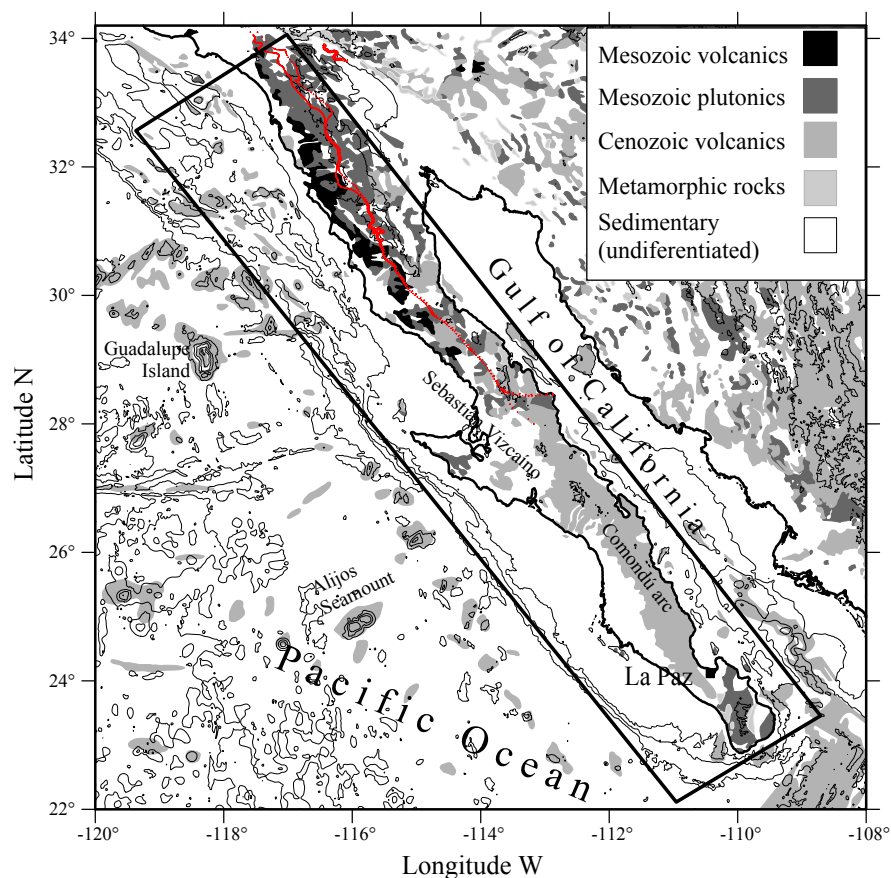 34°
32°
30°
28°
26°
24°
22°
Latitude N
Mesozoic volcanics
Mesozoic plutonics
Cenozoic volcanics
Metamorphic rocks
Sedimentary
(undiferentiated)
Gulf of California
Guadalupe
Island
Sebastian Vizcaino
Comondú arc
Alijos
Seamount
La Paz
Pacific Ocean
-120°
-118°
-116°
-114°
-112°
-110°
-108°
Longitude W